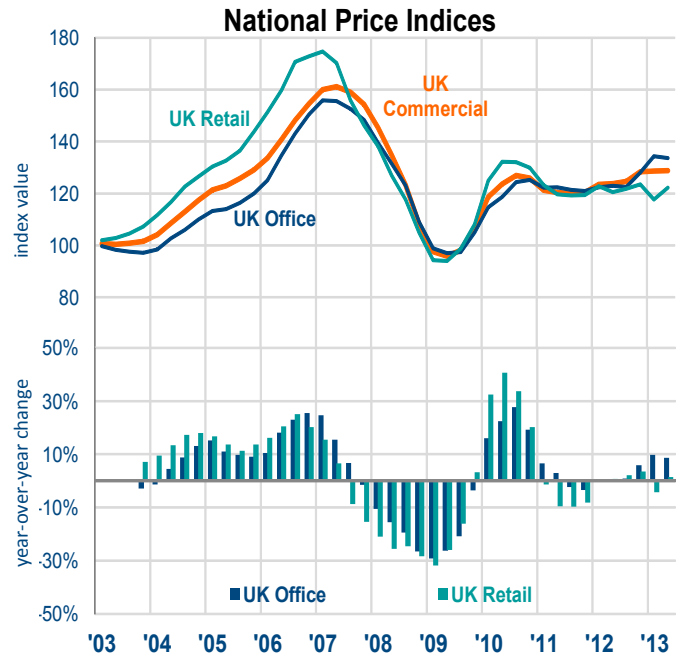 National Price Indices
180
160
140
120
100
80
index value
UK Retail
UK
Commercial
UK Office
50%
30%
10%
-10%
-30%
-50%
year-over-year change
UK Office
UK Retail
'03 '04 '05 '06 '07 '08 '09 '10 '11 '12 '13